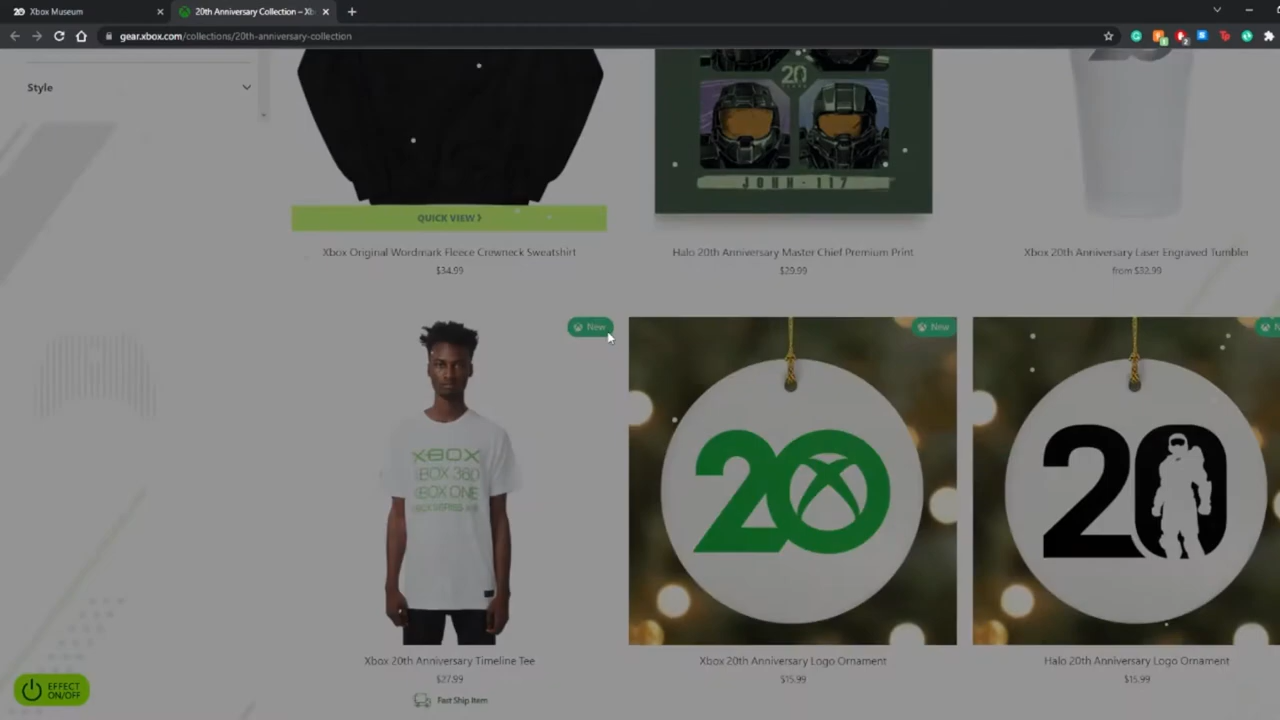 Xbox Museum
20th Anniversary Collection – Xb
gear.xbox.com/collections/20th-anniversary-collection
Style
20
JOHN-117
QUICK VIEW
Xbox Original Wordmark Fleece Crewneck Sweatshirt
$34.99
Halo 20th Anniversary Master Chief Premium Print
$29.99
Xbox 20th Anniversary Laser Engraved Tumbler
from $32.99
New
New
N
XBOX
XBOX 360
XBOX ONE
20
20
Xbox 20th Anniversary Timeline Tee
$27.99
Fast Ship Item
Xbox 20th Anniversary Logo Ornament
$15.99
Halo 20th Anniversary Logo Ornament
$15.99
EFFECT
ON/OFF